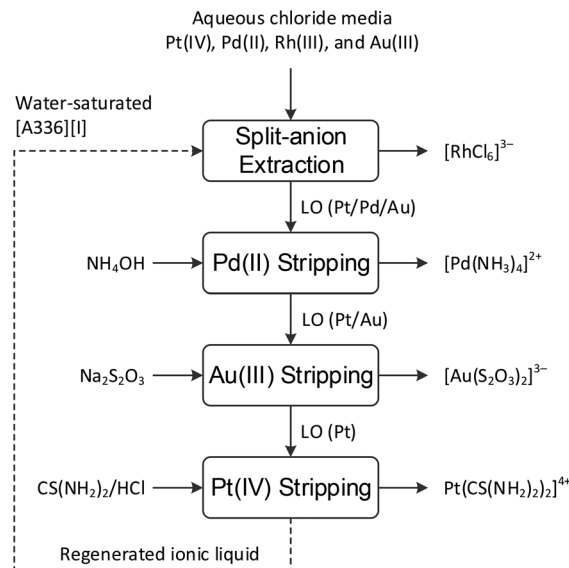 Aqueous chloride media
Pt(IV), Pd(II), Rh(III), and Au(III)
Water-saturated
[A336][I]
Split-anion
Extraction
[RhCl₆]³⁻
LO (Pt/Pd/Au)
NH₄OH
Pd(II) Stripping
[Pd(NH₃)₄]²⁺
LO (Pt/Au)
Na₂S₂O₃
Au(III) Stripping
[Au(S₂O₃)₂]³⁻
LO (Pt)
CS(NH₂)₂/HCl
Pt(IV) Stripping
Pt(CS(NH₂)₂)₂]⁴⁺
Regenerated ionic liquid